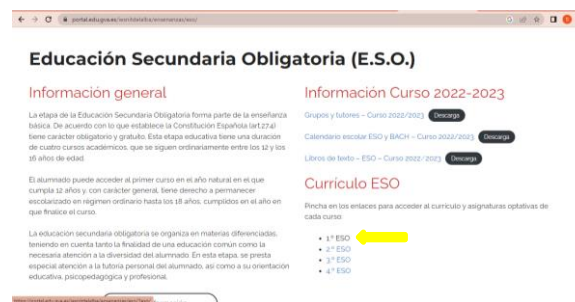 Educación Secundaria Obligatoria (E.S.O.)
Información general
La etapa de la Educación Secundaria Obligatoria forma parte de la enseñanza
básica. De acuerdo con lo que establece la Constitución Española (art.27.4)
tiene carácter obligatorio y gratuito. Esta etapa educativa tiene una duración
de cuatro cursos académicos, que se siguen ordinariamente entre los 12 y los
16 años de edad.
El alumnado puede acceder al primer curso en el año natural en el que
cumpla 12 años y, con carácter general, tiene derecho a permanecer
escolarizado en régimen ordinario hasta los 18 años, cumplidos en el año en
que finalice el curso.
La educación secundaria obligatoria se organiza en materias diferenciadas,
teniendo en cuenta tanto la finalidad de una educación común como la
necesaria atención a la diversidad del alumnado. En esta etapa, se presta
especial atención a la tutoría personal del alumnado, así como a su orientación
educativa, psicopedagógica y profesional.
Información Curso 2022-2023
Grupos y tutores – Curso 2022/2023 Descarga
Calendario escolar ESO y BACH – Curso 2022/2023 Descarga
Libros de texto – ESO – Curso 2022/2023 Descarga
Currículo ESO
Pincha en los enlaces para acceder al currículo y asignaturas optativas de
cada curso:
1.º ESO
2.º ESO
3.º ESO
4.º ESO